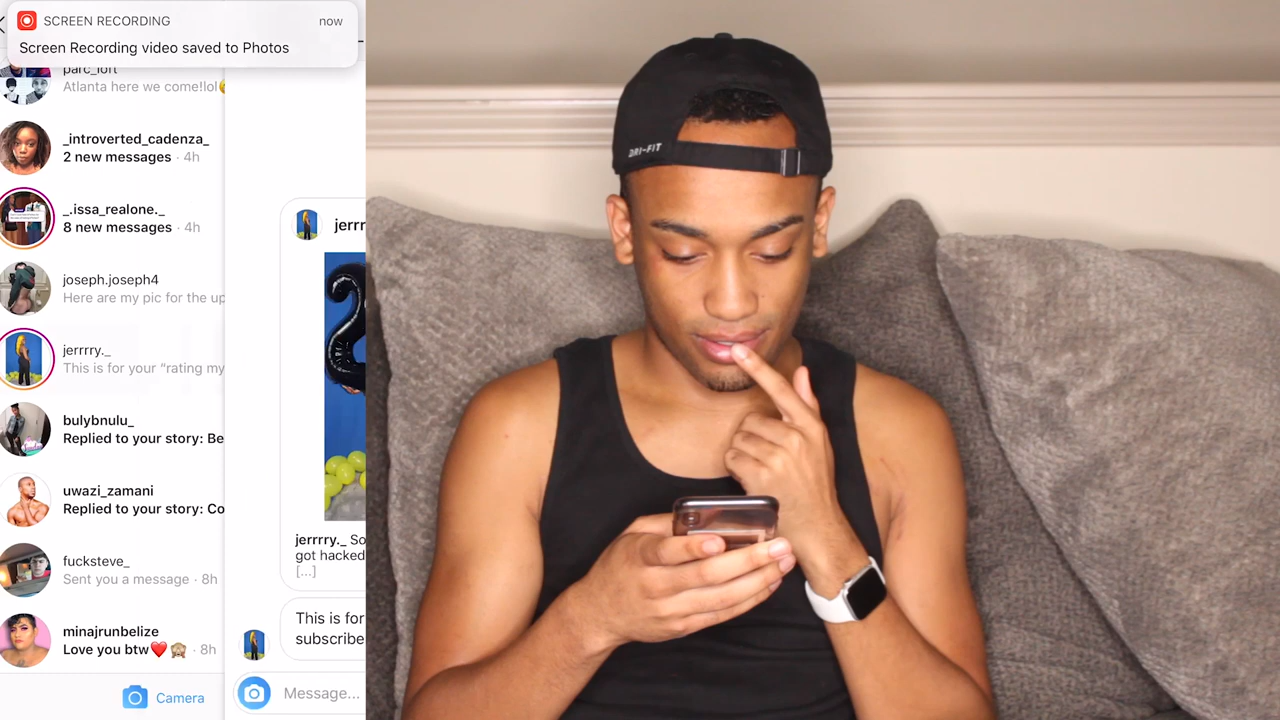 SCREEN RECORDING now
Screen Recording video saved to Photos
parc_loft
Atlanta here we come!lol
_introverted_cadenza_
2 new messages · 4h
_.issa_realone._
8 new messages · 4h
joseph.joseph4
Here are my pic for the up
jerrrry._
This is for your “rating my
bulybnulu_
Replied to your story: Be
uwazi_zamani
Replied to your story: Co
fucksteve_
Sent you a message · 8h
minajrunbelize
Love you btw❤️🙈 · 8h
Camera
jerrr
jerrrry._ So
got hacked
[...]
This is for
subscribe
Message...
DRI-FIT